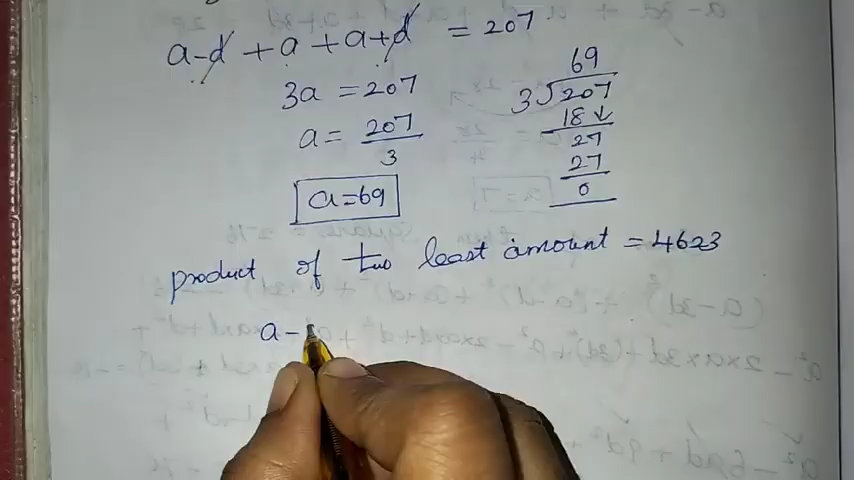 a-d + a + a+d = 207
3a = 207
a = 207/3
a=69
69
3√207
18↓
27
27
0
product of two least amount = 4623
a -